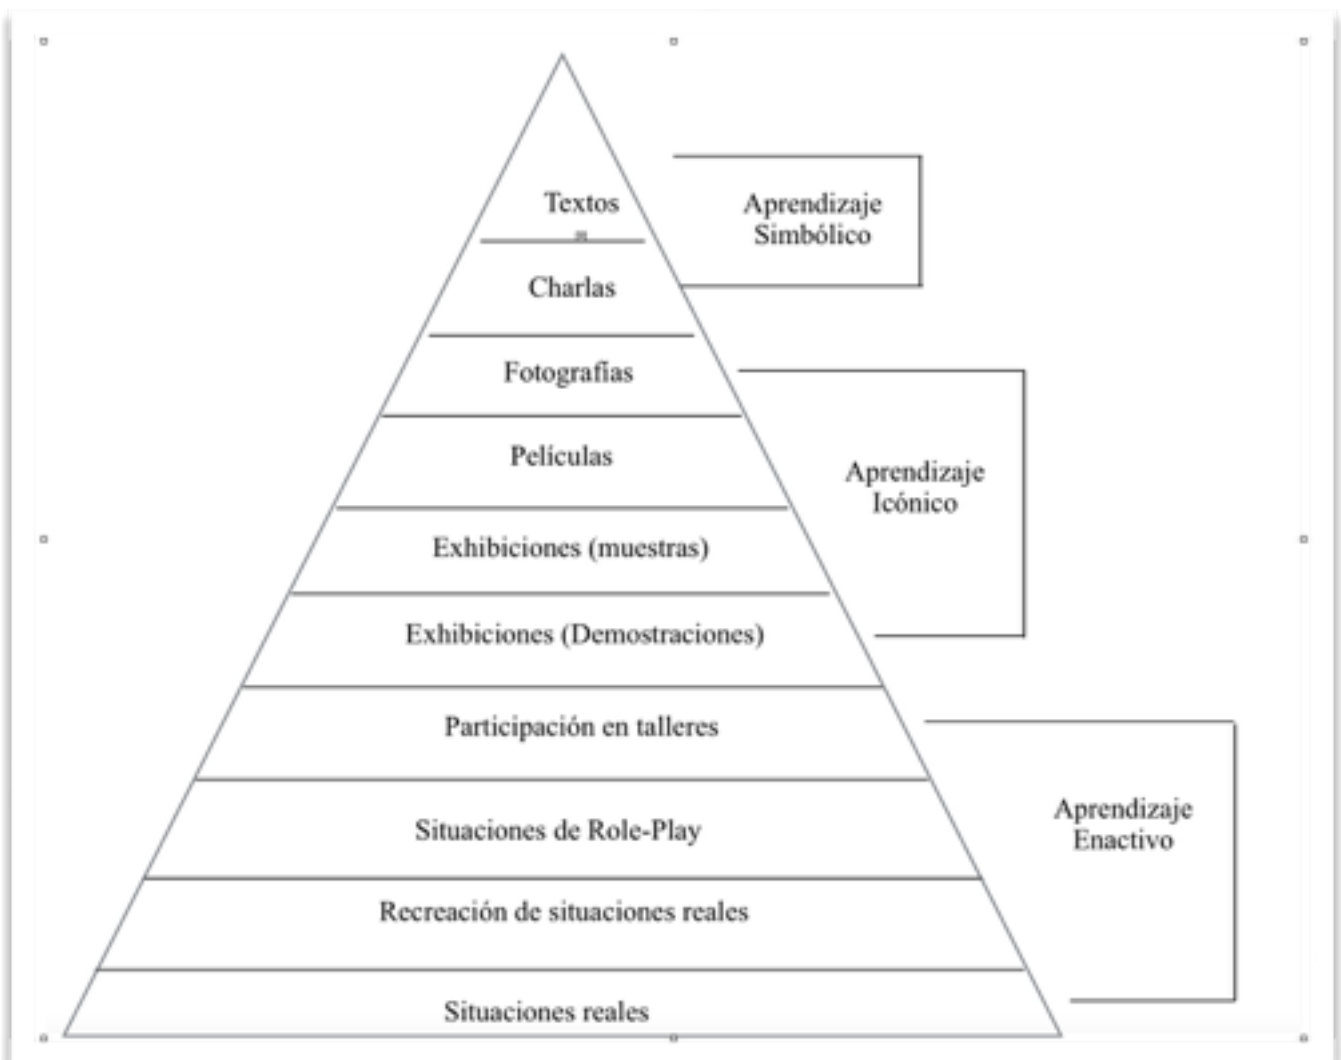 Textos
Aprendizaje
Simbólico
Charlas
Fotografías
Películas
Aprendizaje
Icónico
Exhibiciones (muestras)
Exhibiciones (Demostraciones)
Participación en talleres
Aprendizaje
Enactivo
Situaciones de Role-Play
Recreación de situaciones reales
Situaciones reales